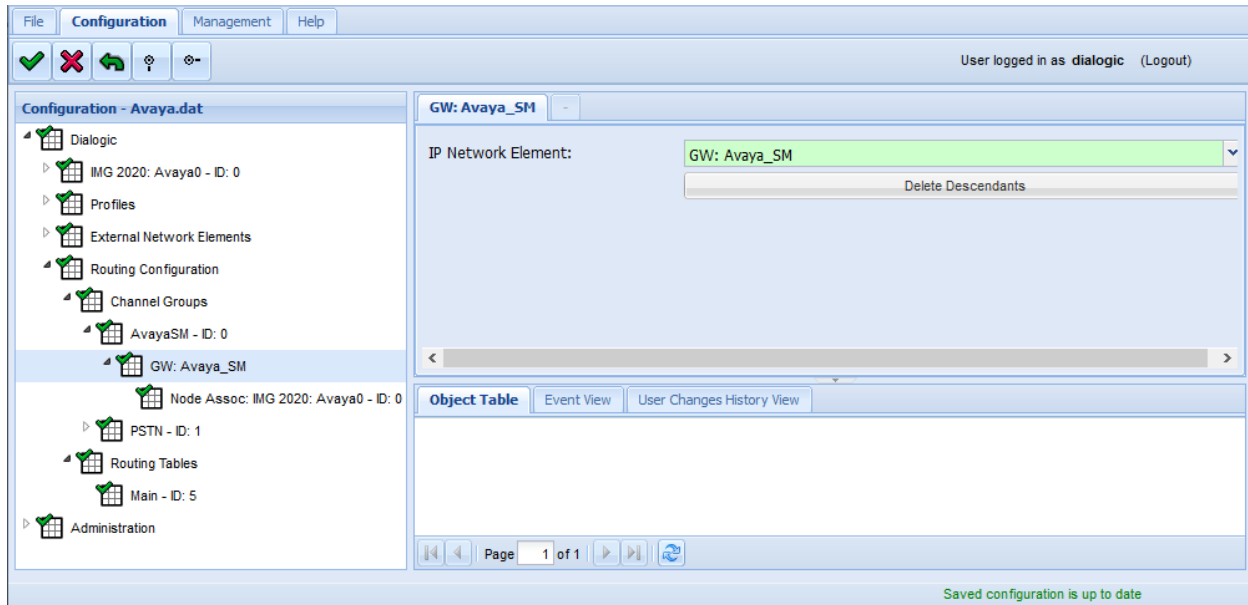 File Configuration Management Help
User logged in as dialogic (Logout)
Configuration - Avaya.dat
Dialogic
IMG 2020: Avaya0 - ID: 0
Profiles
External Network Elements
Routing Configuration
Channel Groups
AvayaSM - ID: 0
GW: Avaya_SM
Node Assoc: IMG 2020: Avaya0 - ID: 0
PSTN - ID: 1
Routing Tables
Main - ID: 5
Administration
GW: Avaya_SM -
IP Network Element: GW: Avaya_SM
Delete Descendants
Object Table Event View User Changes History View
Page 1 of 1
Saved configuration is up to date